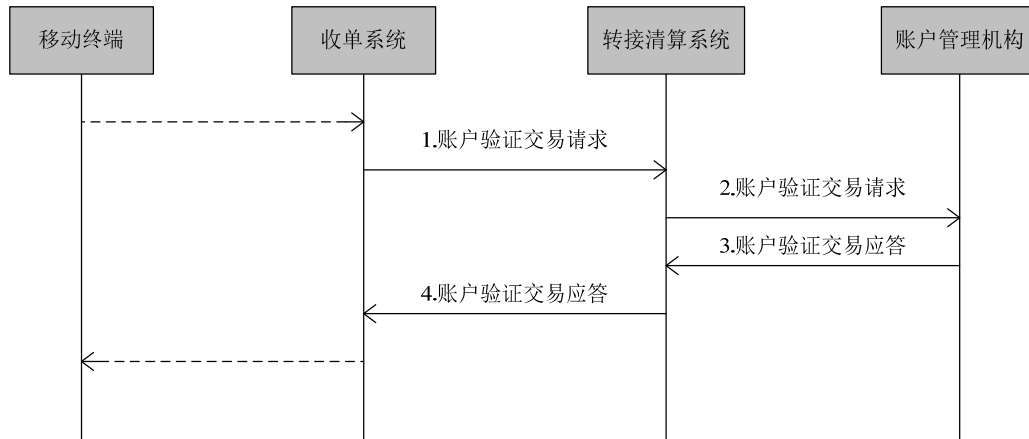 移动终端
收单系统
转接清算系统
账户管理机构
1.账户验证交易请求
2.账户验证交易请求
3.账户验证交易应答
4.账户验证交易应答